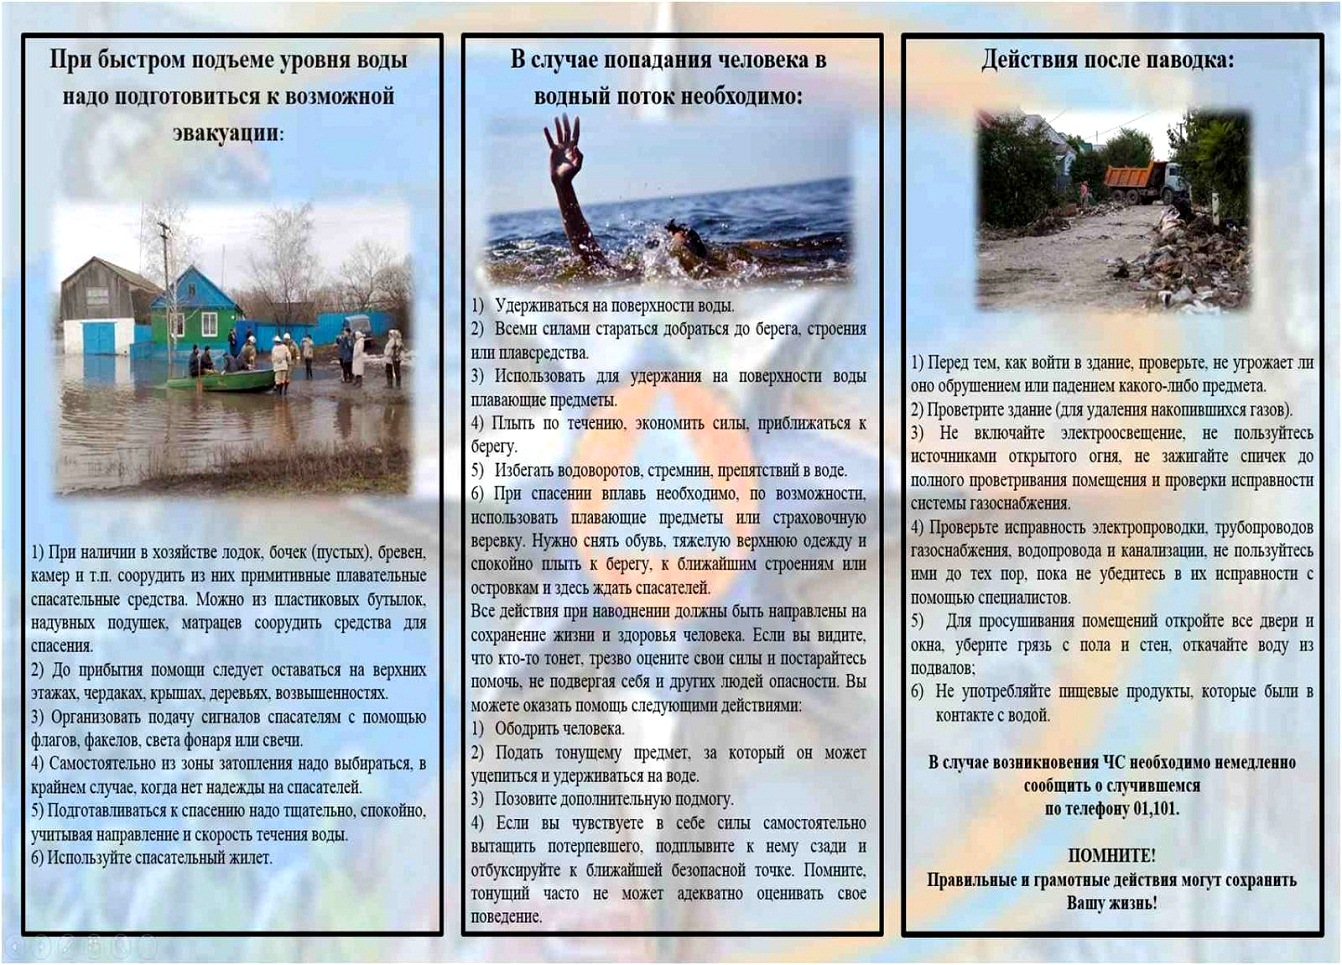 При быстром подъеме уровня воды
надо подготовиться к возможной
эвакуации:
1) При наличии в хозяйстве лодок, бочек (пустых), бревен,
камер и т.п. соорудить из них примитивные плавательные
спасательные средства. Можно из пластиковых бутылок,
надувных подушек, матрацев соорудить средства для
спасения.
2) До прибытия помощи следует оставаться на верхних
этажах, чердаках, крышах, деревьях, возвышенностях.
3) Организовать подачу сигналов спасателям с помощью
флагов, факелов, света фонаря или свечи.
4) Самостоятельно из зоны затопления надо выбираться, в
крайнем случае, когда нет надежды на спасателей.
5) Подготавливаться к спасению надо тщательно, спокойно,
учитывая направление и скорость течения воды.
6) Используйте спасательный жилет.
В случае попадания человека в
водный поток необходимо:
1) Удерживаться на поверхности воды.
2) Всеми силами стараться добраться до берега, строения
или плавсредства.
3) Использовать для удержания на поверхности воды
плавающие предметы.
4) Плыть по течению, экономить силы, приближаться к
берегу.
5) Избегать водоворотов, стремнин, препятствий в воде.
6) При спасении вплавь необходимо, по возможности,
использовать плавающие предметы или страховочную
веревку. Нужно снять обувь, тяжелую верхнюю одежду и
спокойно плыть к берегу, к ближайшим строениям или
островкам и здесь ждать спасателей.
Все действия при наводнении должны быть направлены на
сохранение жизни и здоровья человека. Если вы видите,
что кто-то тонет, трезво оцените свои силы и постарайтесь
помочь, не подвергая себя и других людей опасности. Вы
можете оказать помощь следующими действиями:
1) Ободрить человека.
2) Подать тонущему предмет, за который он может
уцепиться и удерживаться на воде.
3) Позовите дополнительную подмогу.
4) Если вы чувствуете в себе силы самостоятельно
вытащить потерпевшего, подплывите к нему сзади и
отбуксируйте к ближайшей безопасной точке. Помните,
тонущий часто не может адекватно оценивать свое
поведение.
Действия после паводка:
1) Перед тем, как войти в здание, проверьте, не угрожает ли
оно обрушением или падением какого-либо предмета.
2) Проветрите здание (для удаления накопившихся газов).
3) Не включайте электроосвещение, не пользуйтесь
источниками открытого огня, не зажигайте спичек до
полного проветривания помещения и проверки исправности
системы газоснабжения.
4) Проверьте исправность электропроводки, трубопроводов
газоснабжения, водопровода и канализации, не пользуйтесь
ими до тех пор, пока не убедитесь в их исправности с
помощью специалистов.
5) Для просушивания помещений откройте все двери и
окна, уберите грязь с пола и стен, откачайте воду из
подвалов;
6) Не употребляйте пищевые продукты, которые были в
контакте с водой.
В случае возникновения ЧС необходимо немедленно
сообщить о случившемся
по телефону 01,101.
ПОМНИТЕ!
Правильные и грамотные действия могут сохранить
Вашу жизнь!